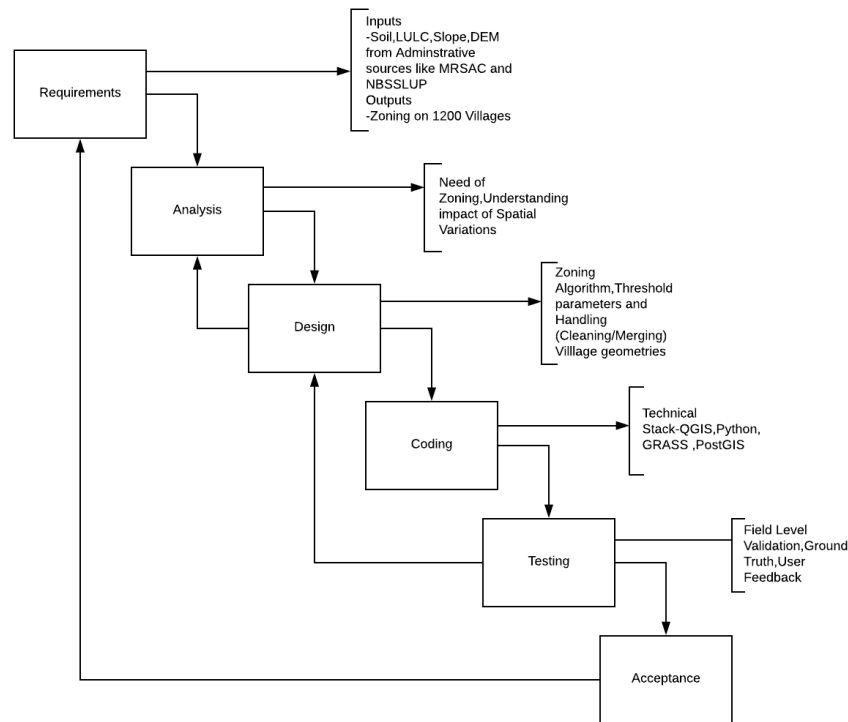 Inputs
-Soil,LULC,Slope,DEM
from Adminstrative
sources like MRSAC and
NBSSLUP
Outputs
-Zoning on 1200 Villages
Requirements
Need of
Zoning,Understanding
impact of Spatial
Variations
Analysis
Zoning
Algorithm,Threshold
parameters and
Handling
(Cleaning/Merging)
Villlage geometries
Design
Technical
Stack-QGIS,Python,
GRASS ,PostGIS
Coding
Field Level
Validation,Ground
Truth,User
Feedback
Testing
Acceptance